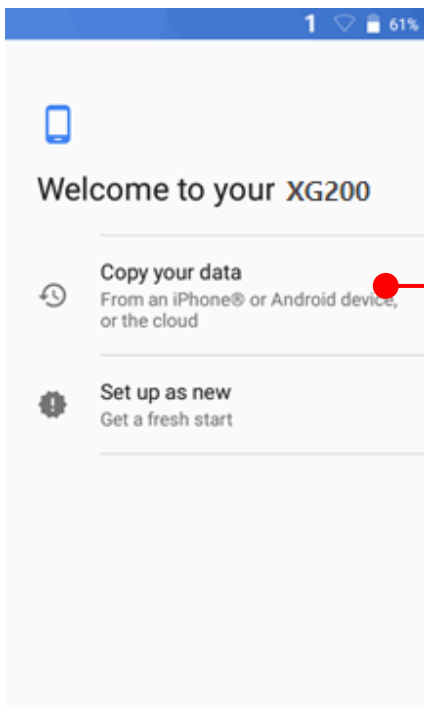 1 61%
Welcome to your XG200
Copy your data
From an iPhone® or Android device,
or the cloud
Set up as new
Get a fresh start